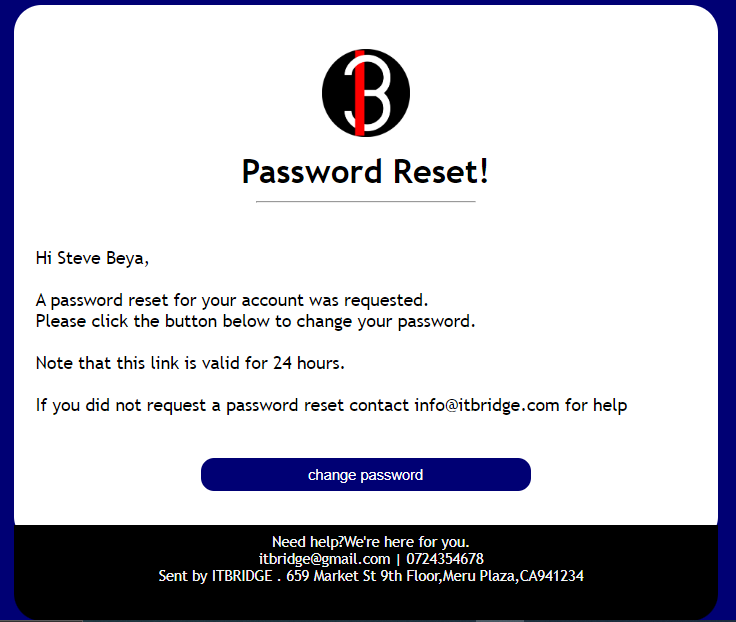 Password Reset!
Hi Steve Beya,
A password reset for your account was requested.
Please click the button below to change your password.
Note that this link is valid for 24 hours.
If you did not request a password reset contact info@itbridge.com for help
change password
Need help?We're here for you.
itbridge@gmail.com | 0724354678
Sent by ITBRIDGE . 659 Market St 9th Floor,Meru Plaza,CA941234